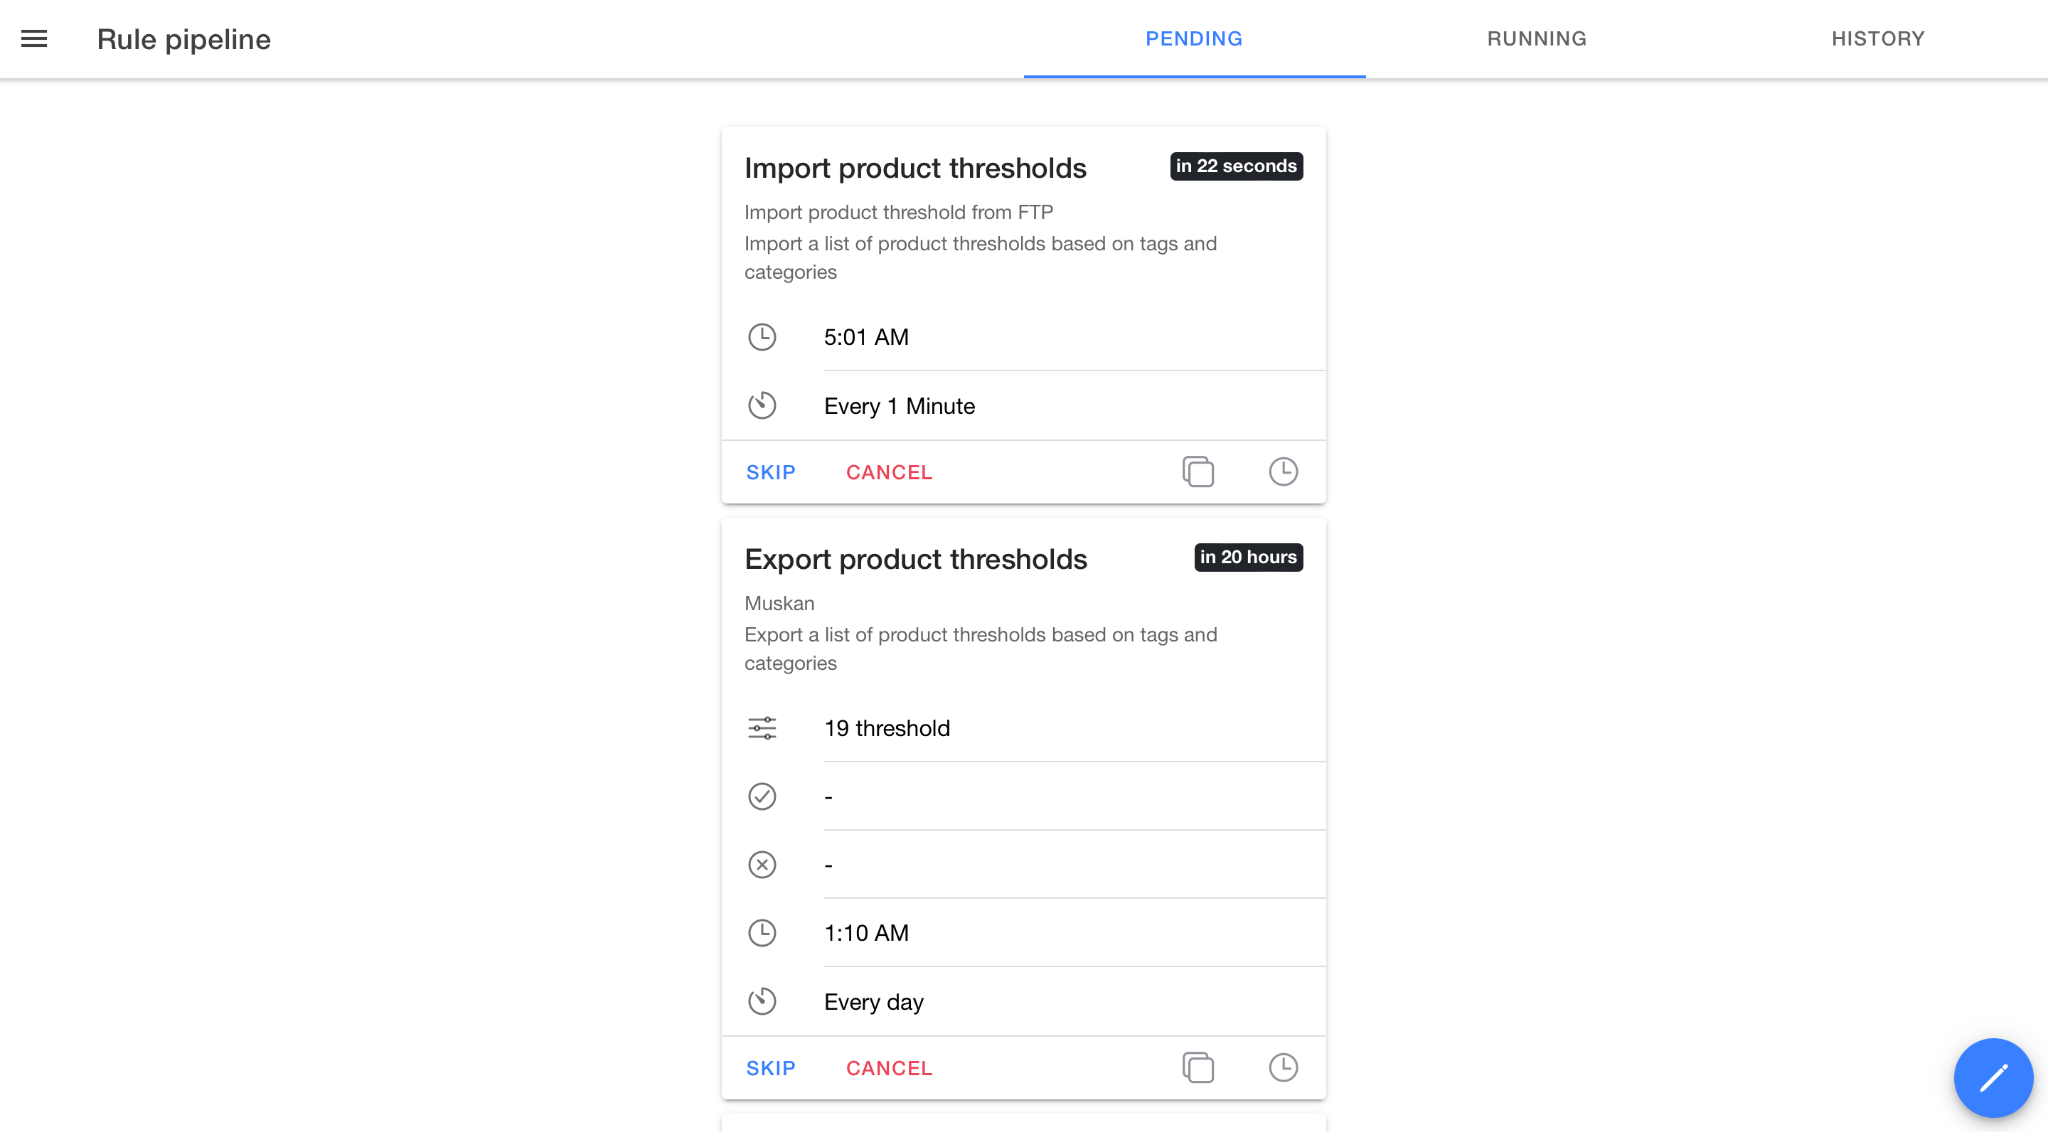 Rule pipeline
PENDING
RUNNING
HISTORY
Import product thresholds
in 22 seconds
Import product threshold from FTP
Import a list of product thresholds based on tags and
categories
5:01 AM
Every 1 Minute
SKIP
CANCEL
Export product thresholds
in 20 hours
Muskan
Export a list of product thresholds based on tags and
categories
19 threshold
-
-
1:10 AM
Every day
SKIP
CANCEL